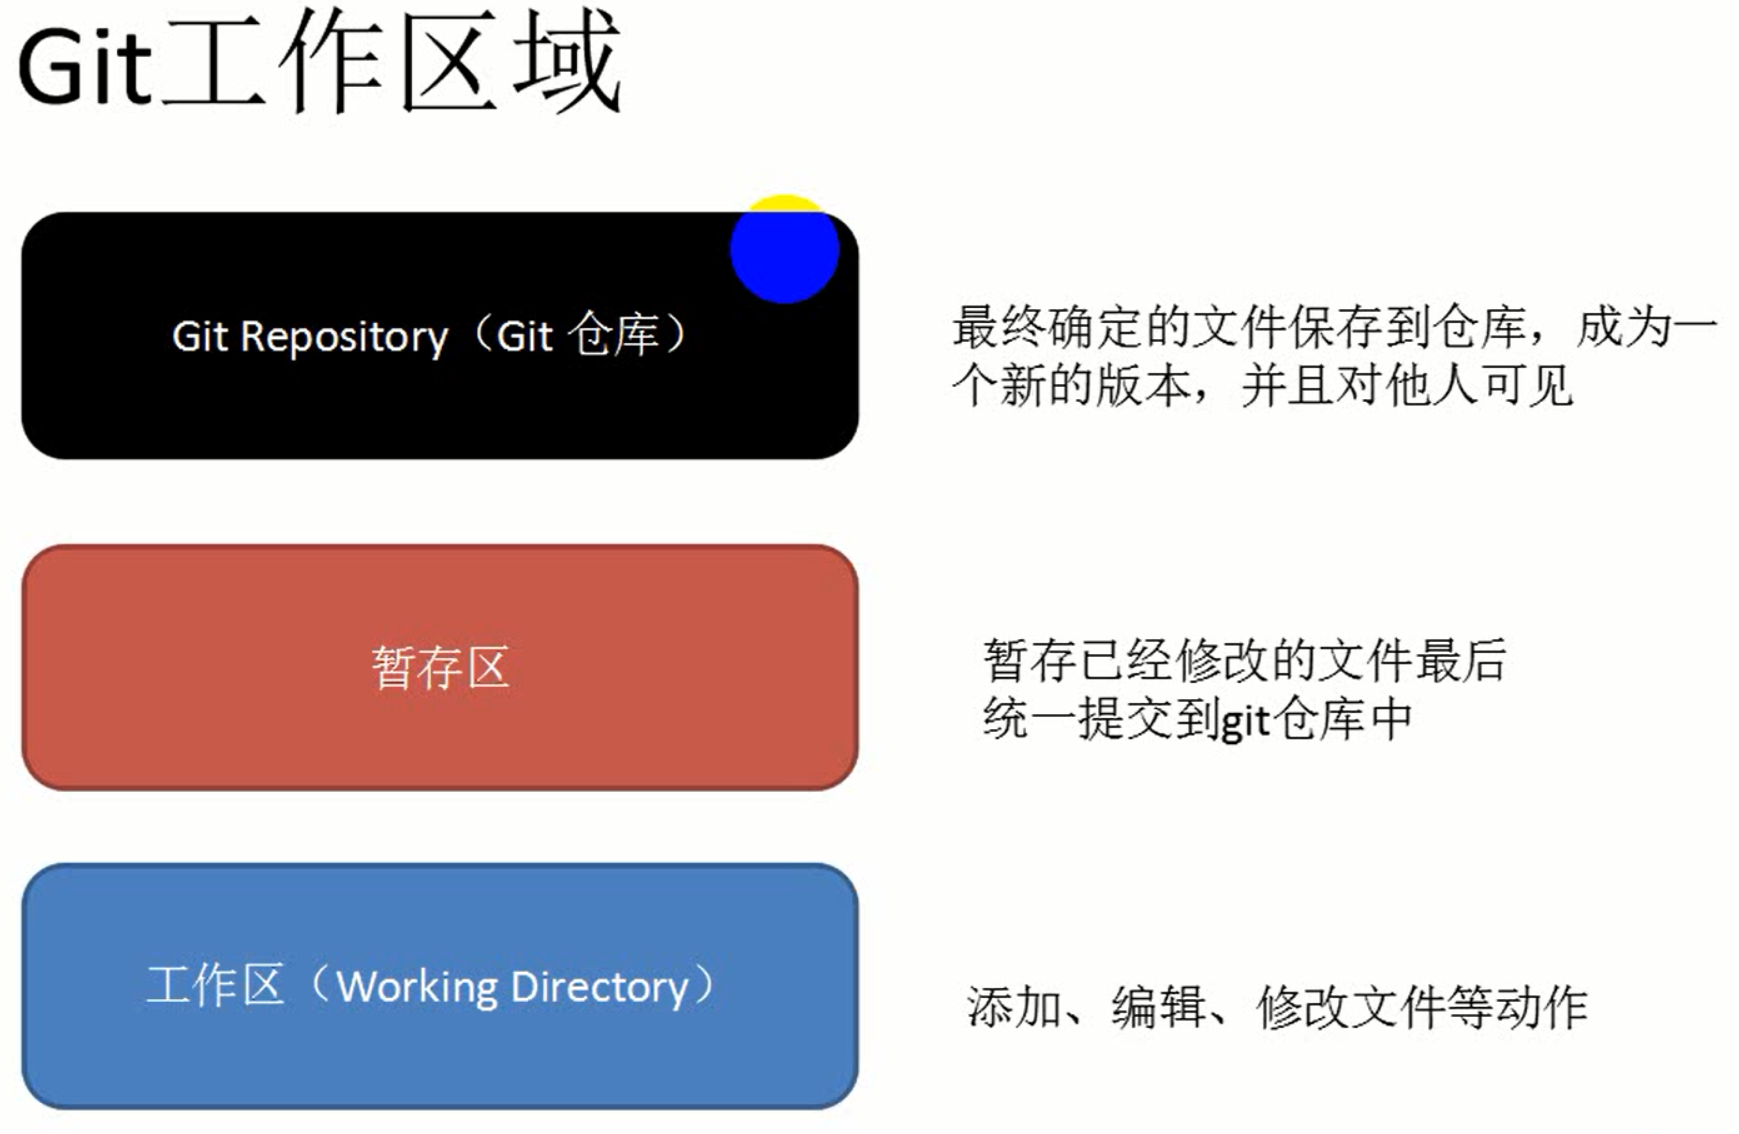 Git工作区域
Git Repository（Git 仓库）
最终确定的文件保存到仓库，成为一
个新的版本，并且对他人可见
暂存区
暂存已经修改的文件最后
统一提交到git仓库中
工作区（Working Directory）
添加、编辑、修改文件等动作